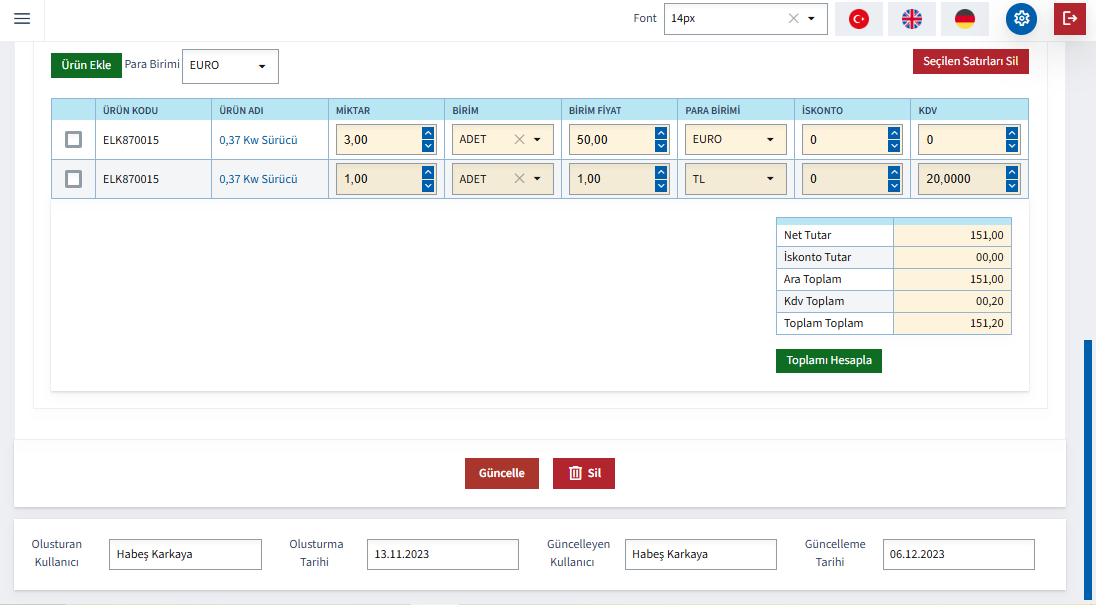 Font 14px
Ürün Ekle Para Birimi EURO Seçilen Satırları Sil
ÜRÜN KODU ÜRÜN ADI MİKTAR BİRİM BİRİM FİYAT PARA BİRİMİ İSKONTO KDV
ELK870015 0,37 Kw Sürücü 3,00 ADET 50,00 EURO 0 0
ELK870015 0,37 Kw Sürücü 1,00 ADET 1,00 TL 0 20,0000
Net Tutar 151,00
İskonto Tutar 00,00
Ara Toplam 151,00
Kdv Toplam 00,20
Toplam Toplam 151,20
Toplamı Hesapla
Güncelle Sil
Olusturan Kullanıcı Habeş Karkaya Olusturma Tarihi 13.11.2023 Güncelleyen Kullanıcı Habeş Karkaya Güncelleme Tarihi 06.12.2023